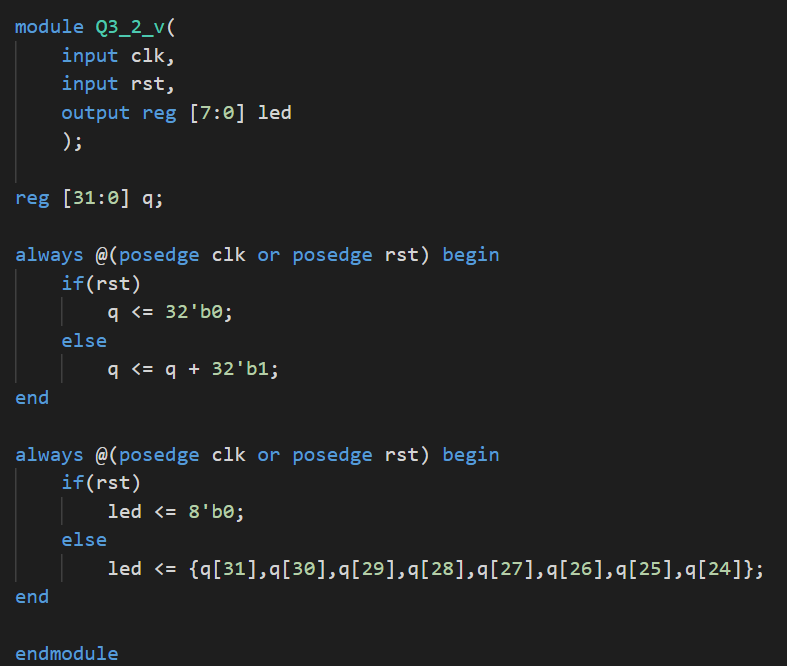 module Q3_2_v(
    input clk,
    input rst,
    output reg [7:0] led
    );

reg [31:0] q;

always @(posedge clk or posedge rst) begin
    if(rst)
        q <= 32'b0;
    else
        q <= q + 32'b1;
end

always @(posedge clk or posedge rst) begin
    if(rst)
        led <= 8'b0;
    else
        led <= {q[31],q[30],q[29],q[28],q[27],q[26],q[25],q[24]};
end

endmodule